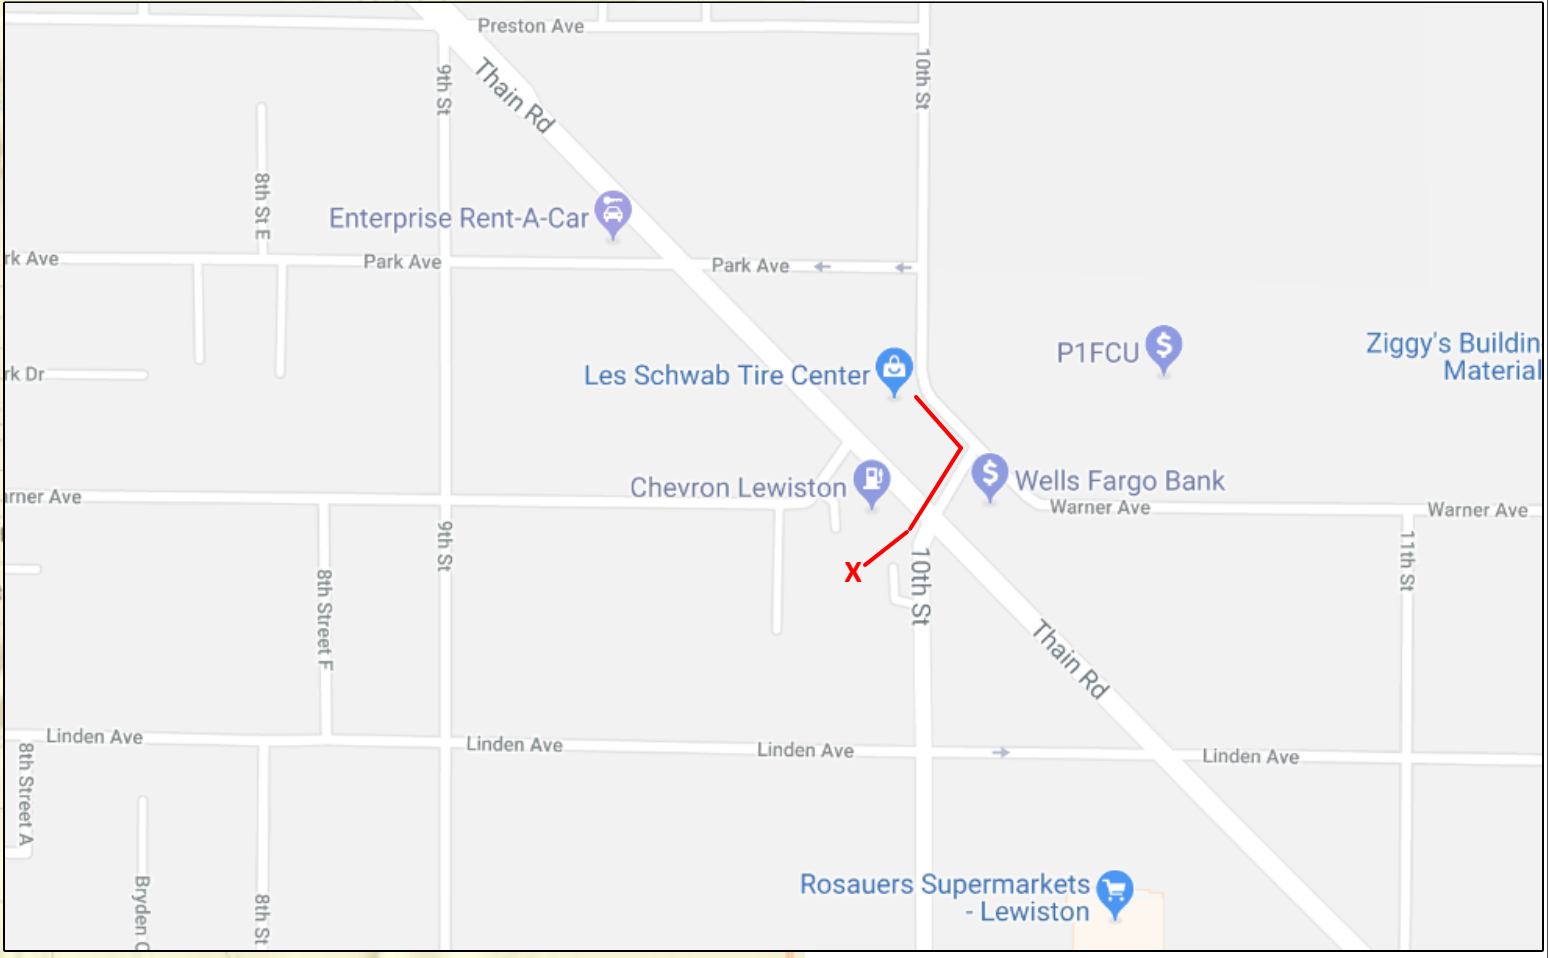 Preston Ave
9th St
Thain Rd
10th St
8th St E
Enterprise Rent-A-Car
rk Ave
Park Ave
Park Ave
rk Dr
Les Schwab Tire Center
P1FCU
Ziggy's Buildin
Material
Chevron Lewiston
Wells Fargo Bank
arner Ave
Warner Ave
Warner Ave
9th St
10th St
11th St
X
8th Street F
Thain Rd
Linden Ave
Linden Ave
Linden Ave
Linden Ave
8th Street A
Bryden C
8th St
Rosauers Supermarkets
- Lewiston